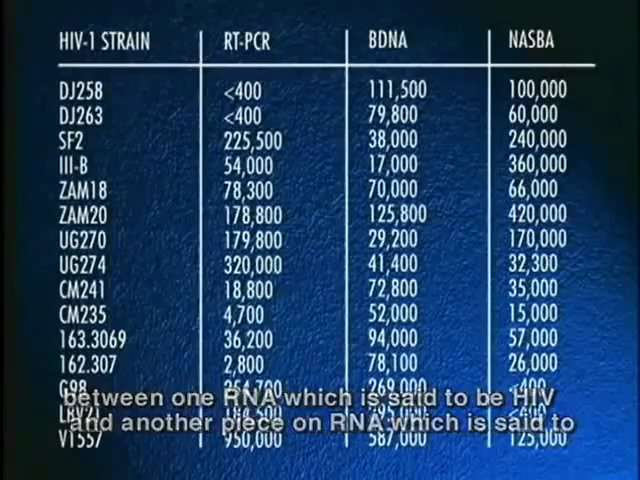 HIV-1 STRAIN RT-PCR BDNA NASBA
DJ258 <400 111,500 100,000
DJ263 <400 79,800 60,000
SF2 225,500 38,000 240,000
III-B 54,000 17,000 360,000
ZAM18 78,300 70,000 66,000
ZAM20 178,800 125,800 420,000
UG270 179,800 29,200 170,000
UG274 320,000 41,400 32,300
CM241 18,800 72,800 35,000
CM235 4,700 52,000 15,000
163.3069 36,200 94,000 57,000
162.307 2,800 78,100 26,000
G98 269,000 <400
between one RNA which is said to be HIV
<400
and another piece on RNA which is said to
V1557 950,000 587,000 125,000